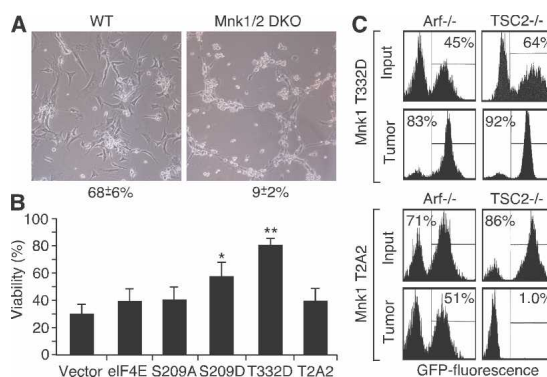 A
WT
Mnk1/2 DKO
68±6%
9±2%
B
Viability (%)
100
80
60
40
20
0
*
**
Vector
eIF4E
S209A
S209D
T332D
T2A2
C
Arf-/-
TSC2-/-
Mnk1 T332D
Input
45%
64%
Tumor
83%
92%
Arf-/-
TSC2-/-
Mnk1 T2A2
Input
71%
86%
Tumor
51%
1.0%
GFP-fluorescence